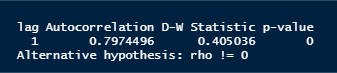 lag Autocorrelation D-W Statistic p-value
1 0.7974496 0.405036 0
Alternative hypothesis: rho != 0